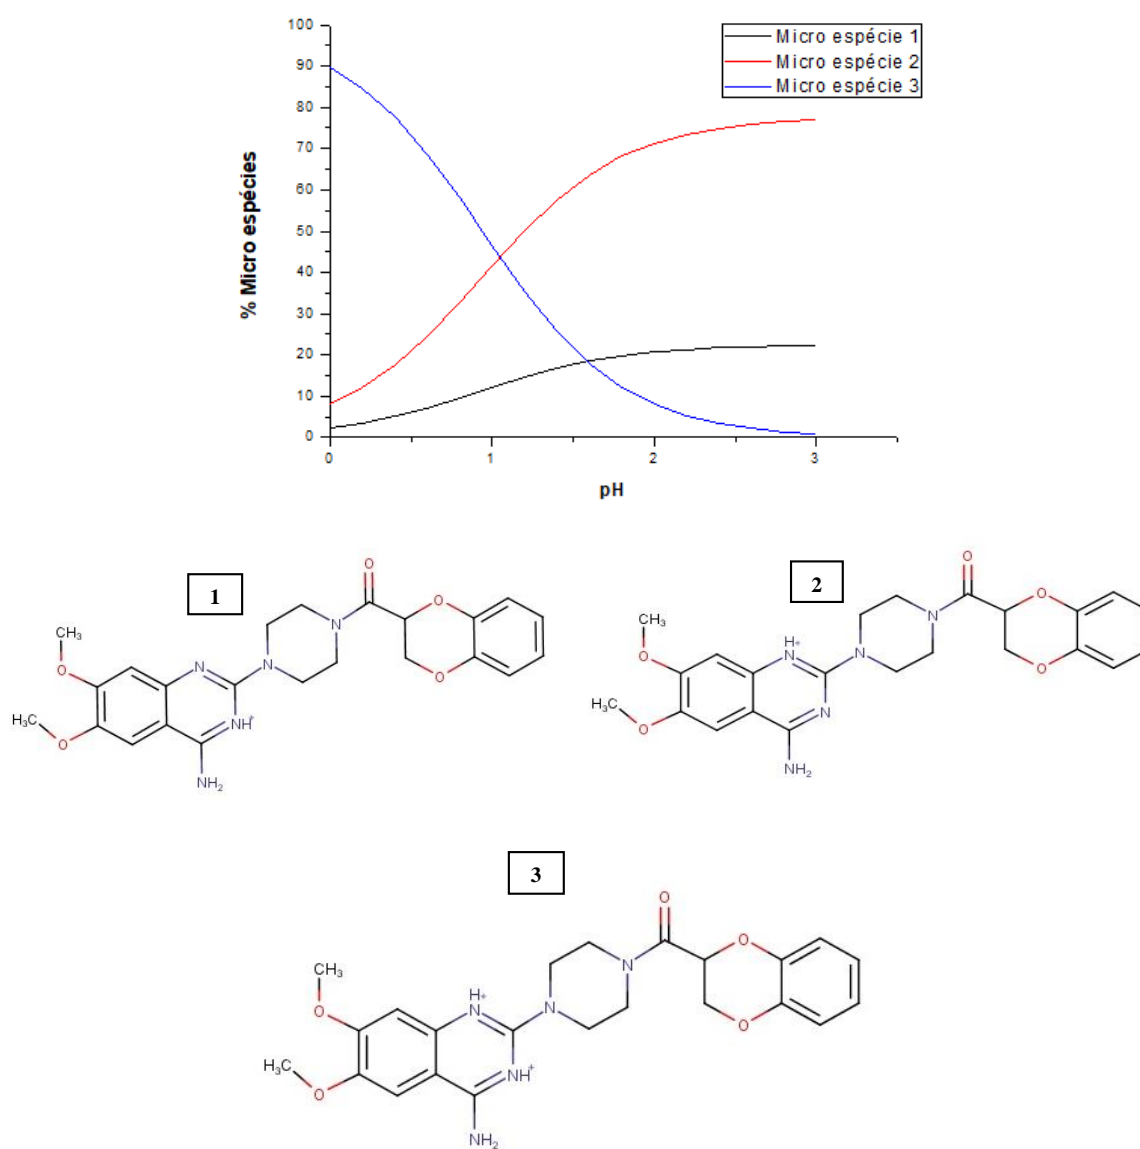 100
90
80
70
60
50
40
30
20
10
0
% Micro espécies
0 1 2 3
pH
Micro espécie 1
Micro espécie 2
Micro espécie 3
1
O
O
O
N
N
N
NH+
NH2
CH3
O
H3C
O
2
O
O
O
N
N
H
N+
N
NH2
CH3
O
H3C
O
3
O
O
O
N
N
H
N+
NH+
NH2
CH3
O
H3C
O